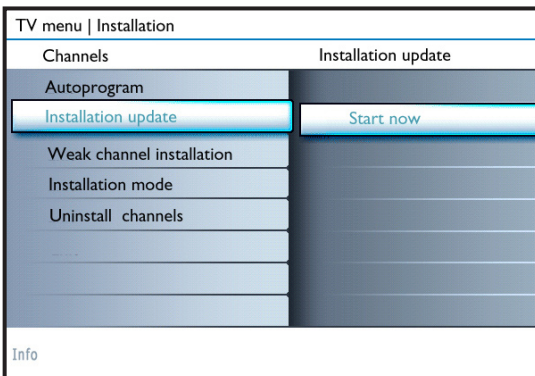 TV menu | Installation
Channels
Installation update
Autoprogram
Installation update
Start now
Weak channel installation
Installation mode
Uninstall channels
Info